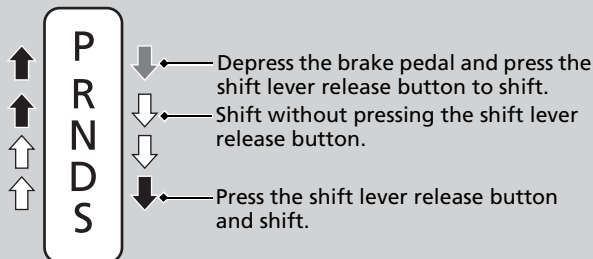 P
R
N
D
S
Depress the brake pedal and press the
shift lever release button to shift.
Shift without pressing the shift lever
release button.
Press the shift lever release button
and shift.